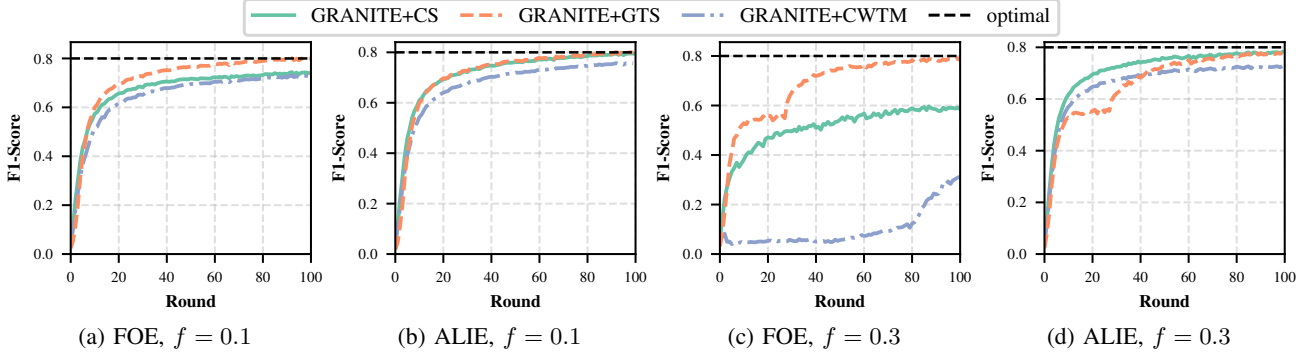 GRANITE+CS GRANITE+GTS GRANITE+CWTM optimal
F1-Score
0.8
0.6
0.4
0.2
0.0
0 20 40 60 80 100
Round
(a) FOE, f = 0.1
F1-Score
0.8
0.6
0.4
0.2
0.0
0 20 40 60 80 100
Round
(b) ALIE, f = 0.1
F1-Score
0.8
0.6
0.4
0.2
0.0
0 20 40 60 80 100
Round
(c) FOE, f = 0.3
F1-Score
0.8
0.6
0.4
0.2
0.0
0 20 40 60 80 100
Round
(d) ALIE, f = 0.3